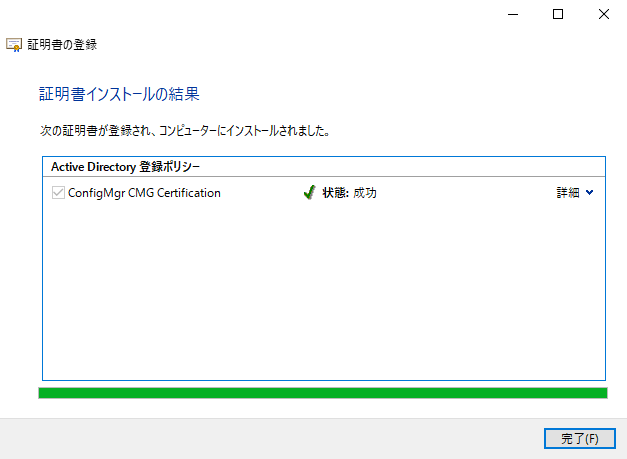 証明書の登録
証明書インストールの結果
次の証明書が登録され、コンピューターにインストールされました。
Active Directory 登録ポリシー
ConfigMgr CMG Certification 状態: 成功 詳細
完了(F)